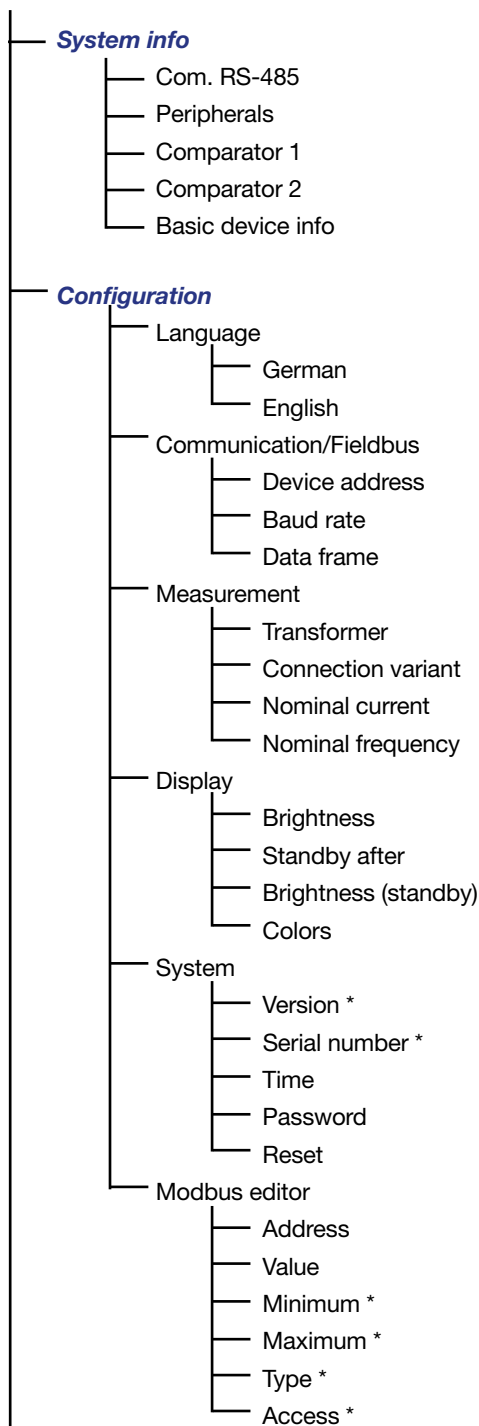 System info
Com. RS-485
Peripherals
Comparator 1
Comparator 2
Basic device info
Configuration
Language
German
English
Communication/Fieldbus
Device address
Baud rate
Data frame
Measurement
Transformer
Connection variant
Nominal current
Nominal frequency
Display
Brightness
Standby after
Brightness (standby)
Colors
System
Version *
Serial number *
Time
Password
Reset
Modbus editor
Address
Value
Minimum *
Maximum *
Type *
Access *